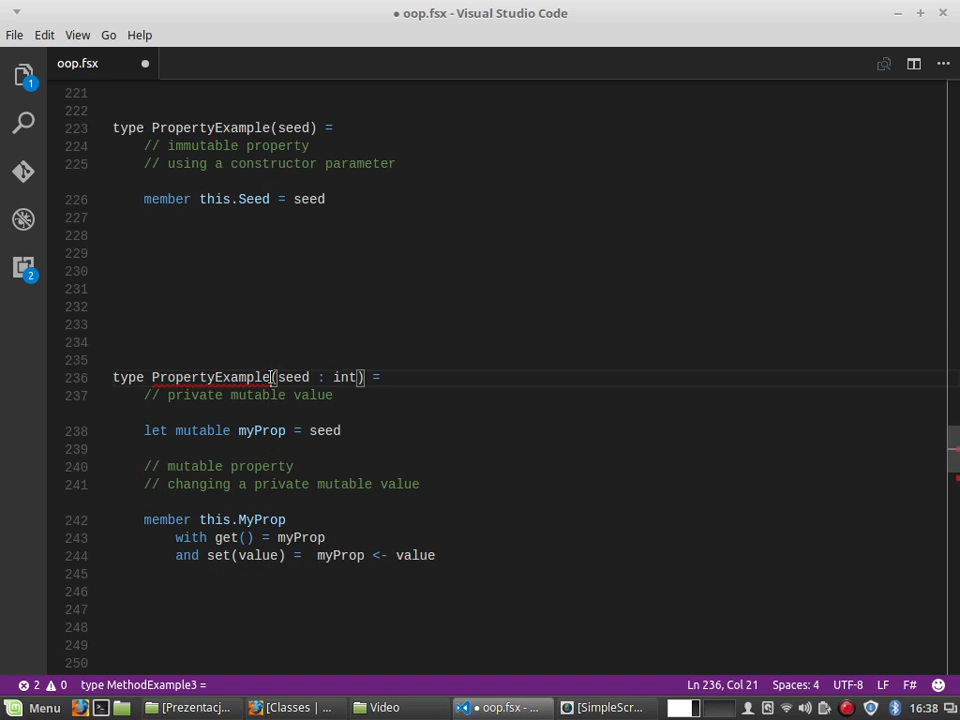 ● oop.fsx - Visual Studio Code
File Edit View Go Help
1 oop.fsx ●
221
222
223 type PropertyExample(seed) =
224 // immutable property
225 // using a constructor parameter
226 member this.Seed = seed
227
228
229
230
231
232
233
234
235
236 type PropertyExample(seed : int) =
237 // private mutable value
238 let mutable myProp = seed
239
240 // mutable property
241 // changing a private mutable value
242 member this.MyProp
243 with get() = myProp
244 and set(value) =  myProp <- value
245
246
247
248
249
250
2
2 0 type MethodExample3 = Ln 236, Col 21 Spaces: 4 UTF-8 LF F#
Menu [Prezentacj... [Classes | ... Video ● oop.fsx - ... [SimpleScr... 16:38